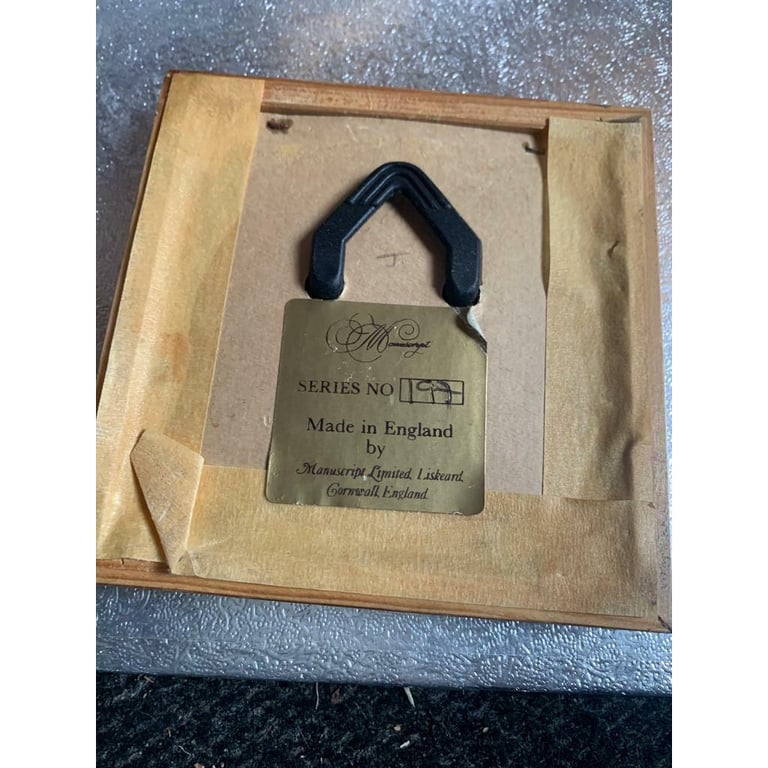 J.
Manuscript
SERIES NO
Made in England
by
Manuscript Limited, Liskeard,
Cornwall, England.